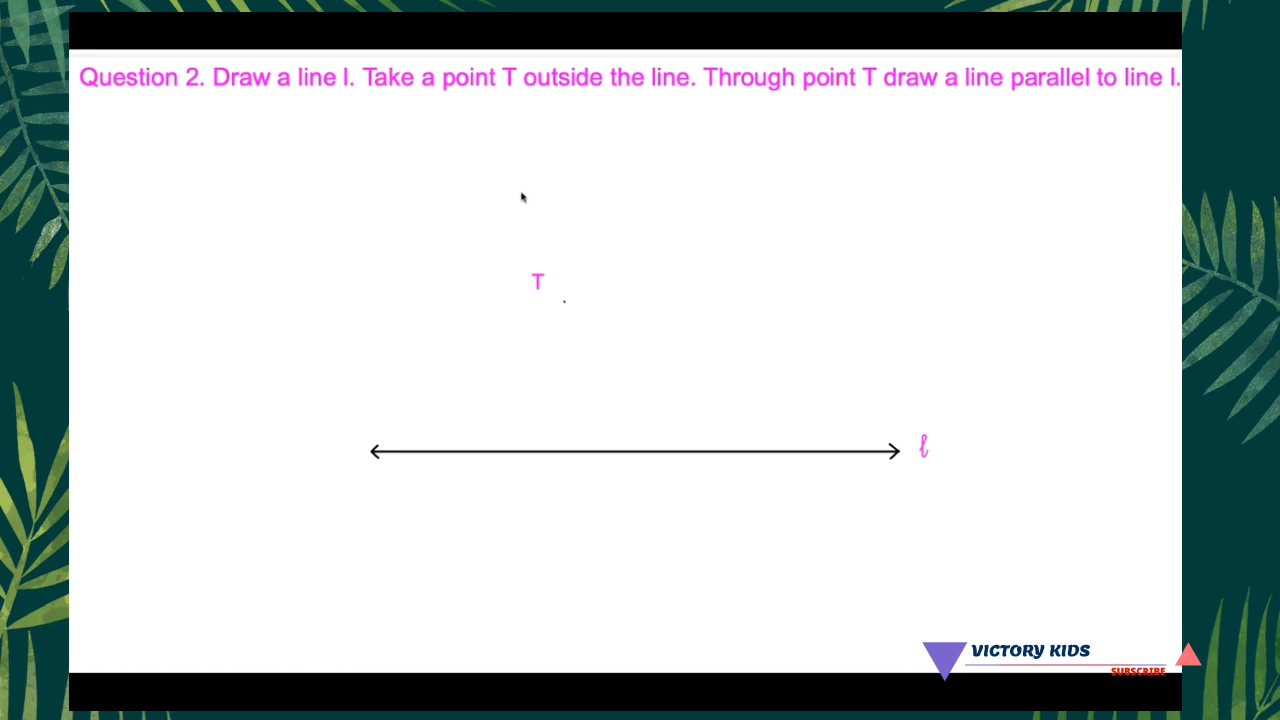 Question 2. Draw a line l. Take a point T outside the line. Through point T draw a line parallel to line l.
T
ℓ
VICTORY KIDS
SUBSCRIBE